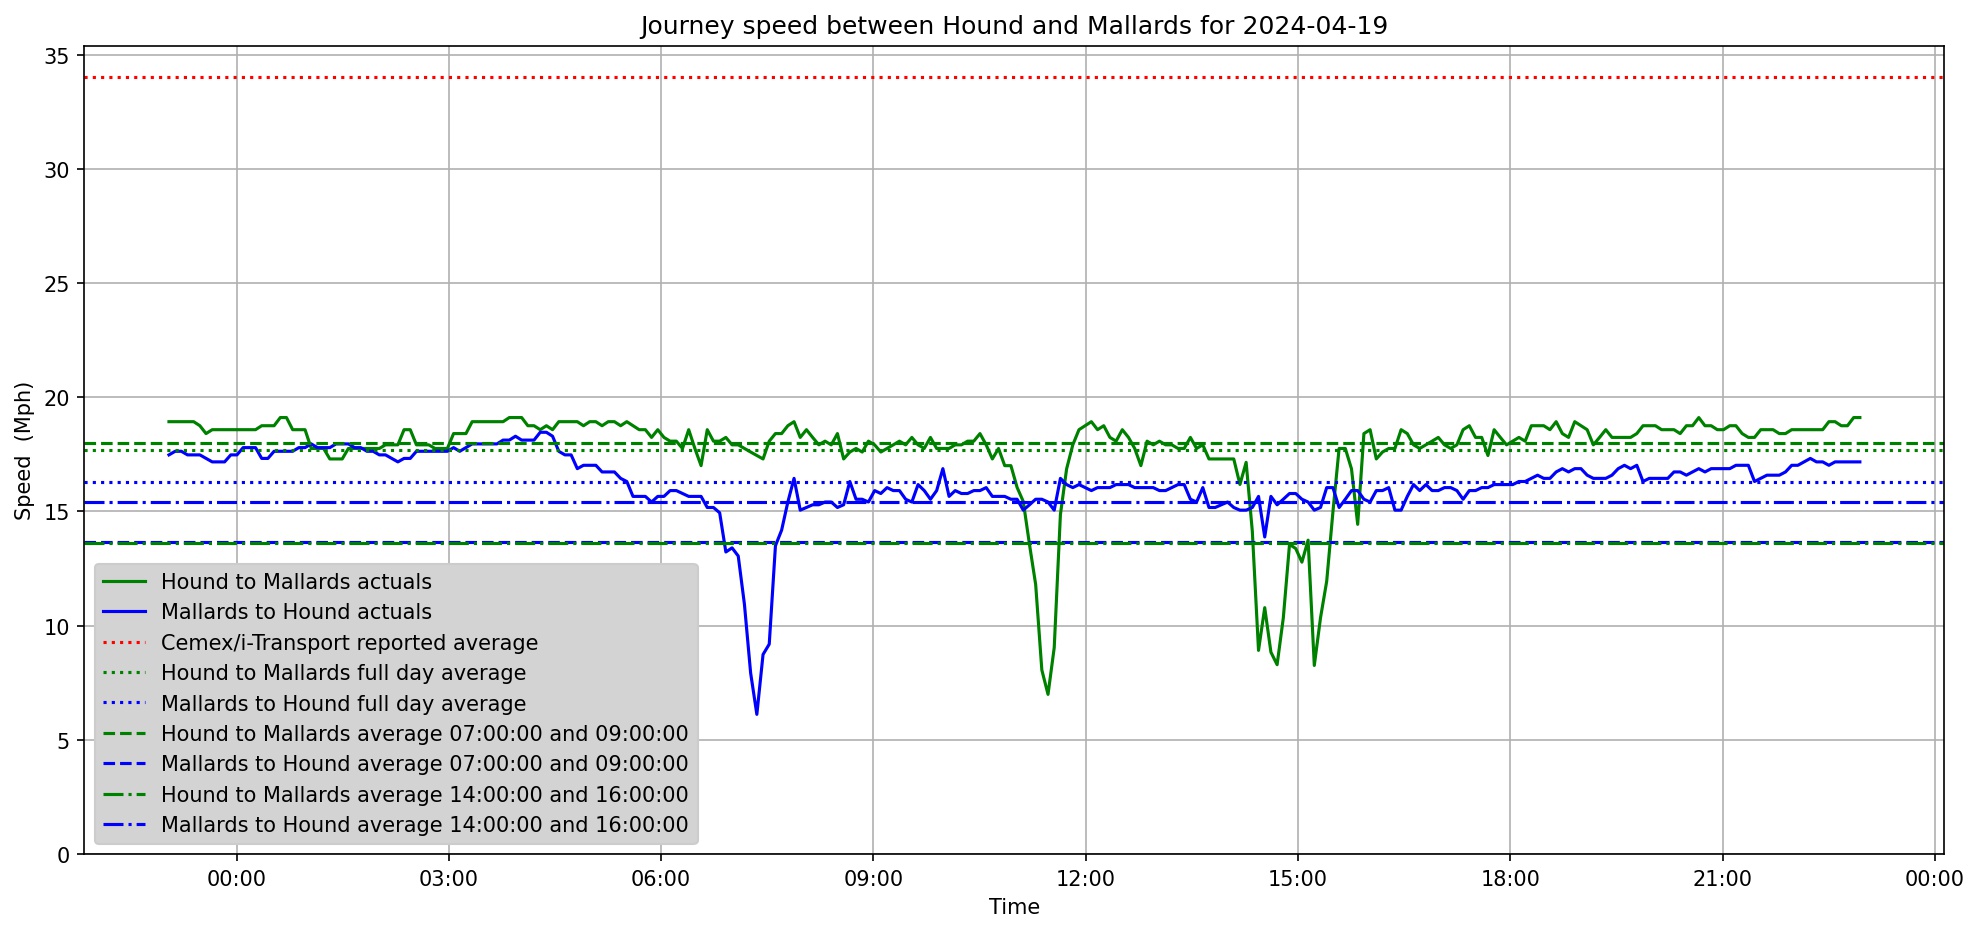 Journey speed between Hound and Mallards for 2024-04-19
35
30
25
20
15
10
5
0
Speed (Mph)
Hound to Mallards actuals
Mallards to Hound actuals
Cemex/i-Transport reported average
Hound to Mallards full day average
Mallards to Hound full day average
Hound to Mallards average 07:00:00 and 09:00:00
Mallards to Hound average 07:00:00 and 09:00:00
Hound to Mallards average 14:00:00 and 16:00:00
Mallards to Hound average 14:00:00 and 16:00:00
00:00 03:00 06:00 09:00 12:00 15:00 18:00 21:00 00:00
Time